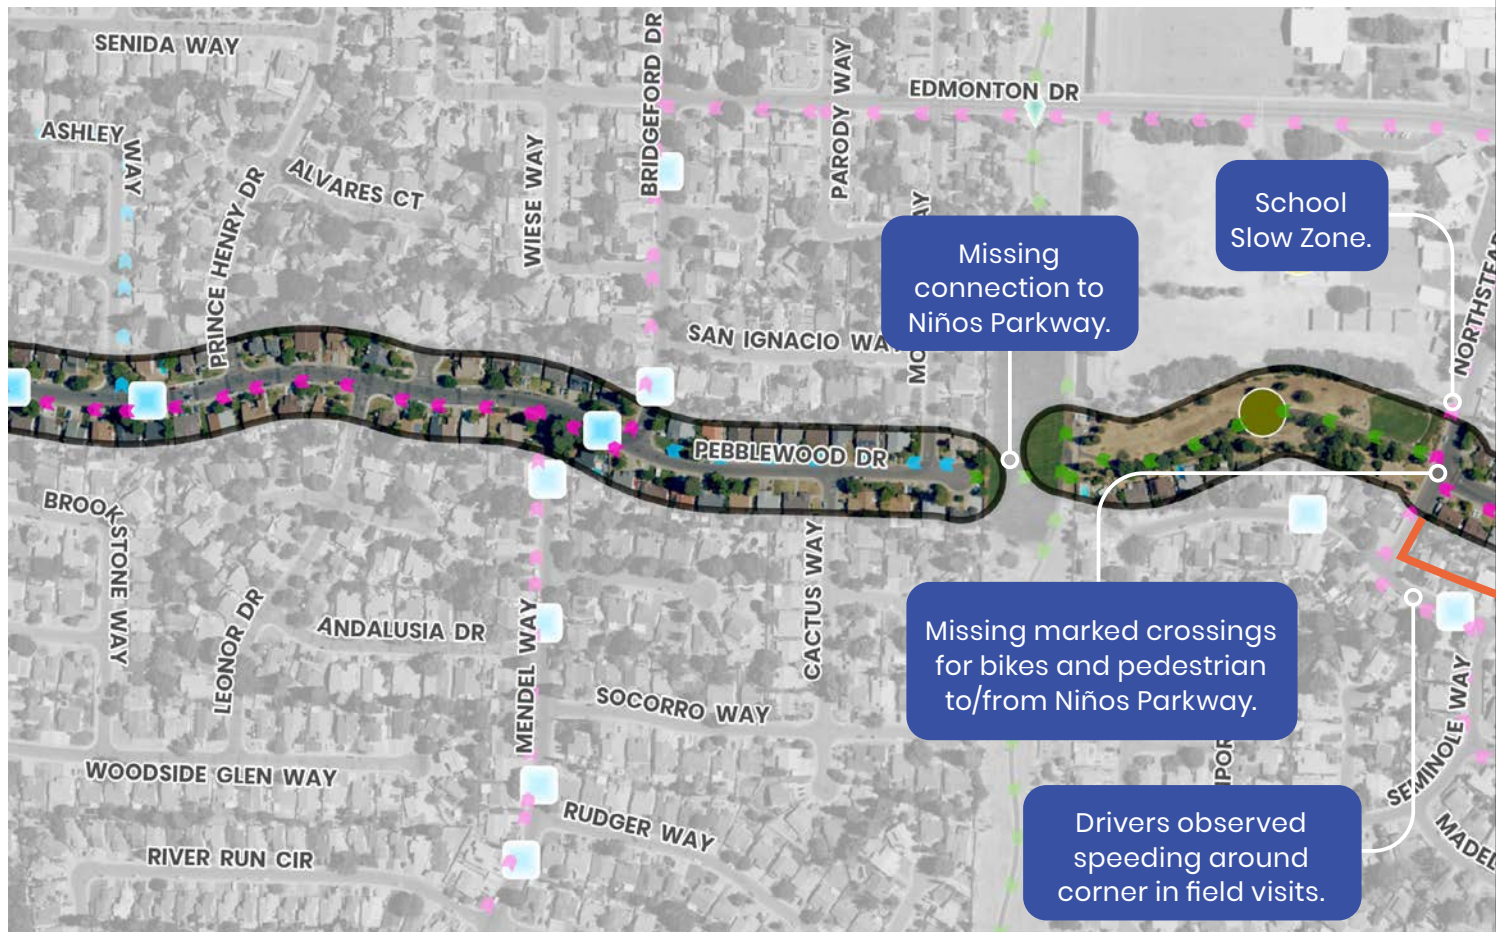 SENIDA WAY
ASHLEY WAY
PRINCE HENRY DR
ALVARES CT
WIESE WAY
BRIDGEFORD DR
PARODY WAY
EDMONTON DR
School
Slow Zone.
Missing
connection to
Niños Parkway.
NORTHSTEAD
SAN IGNACIO WAY
PEBBLEWOOD DR
BROOKSTONE WAY
LEONOR DR
ANDALUSIA DR
MENDEL WAY
CACTUS WAY
SOCORRO WAY
Missing marked crossings
for bikes and pedestrian
to/from Niños Parkway.
SEMINOLE WAY
WOODSIDE GLEN WAY
RUDGER WAY
RIVER RUN CIR
Drivers observed
speeding around
corner in field visits.